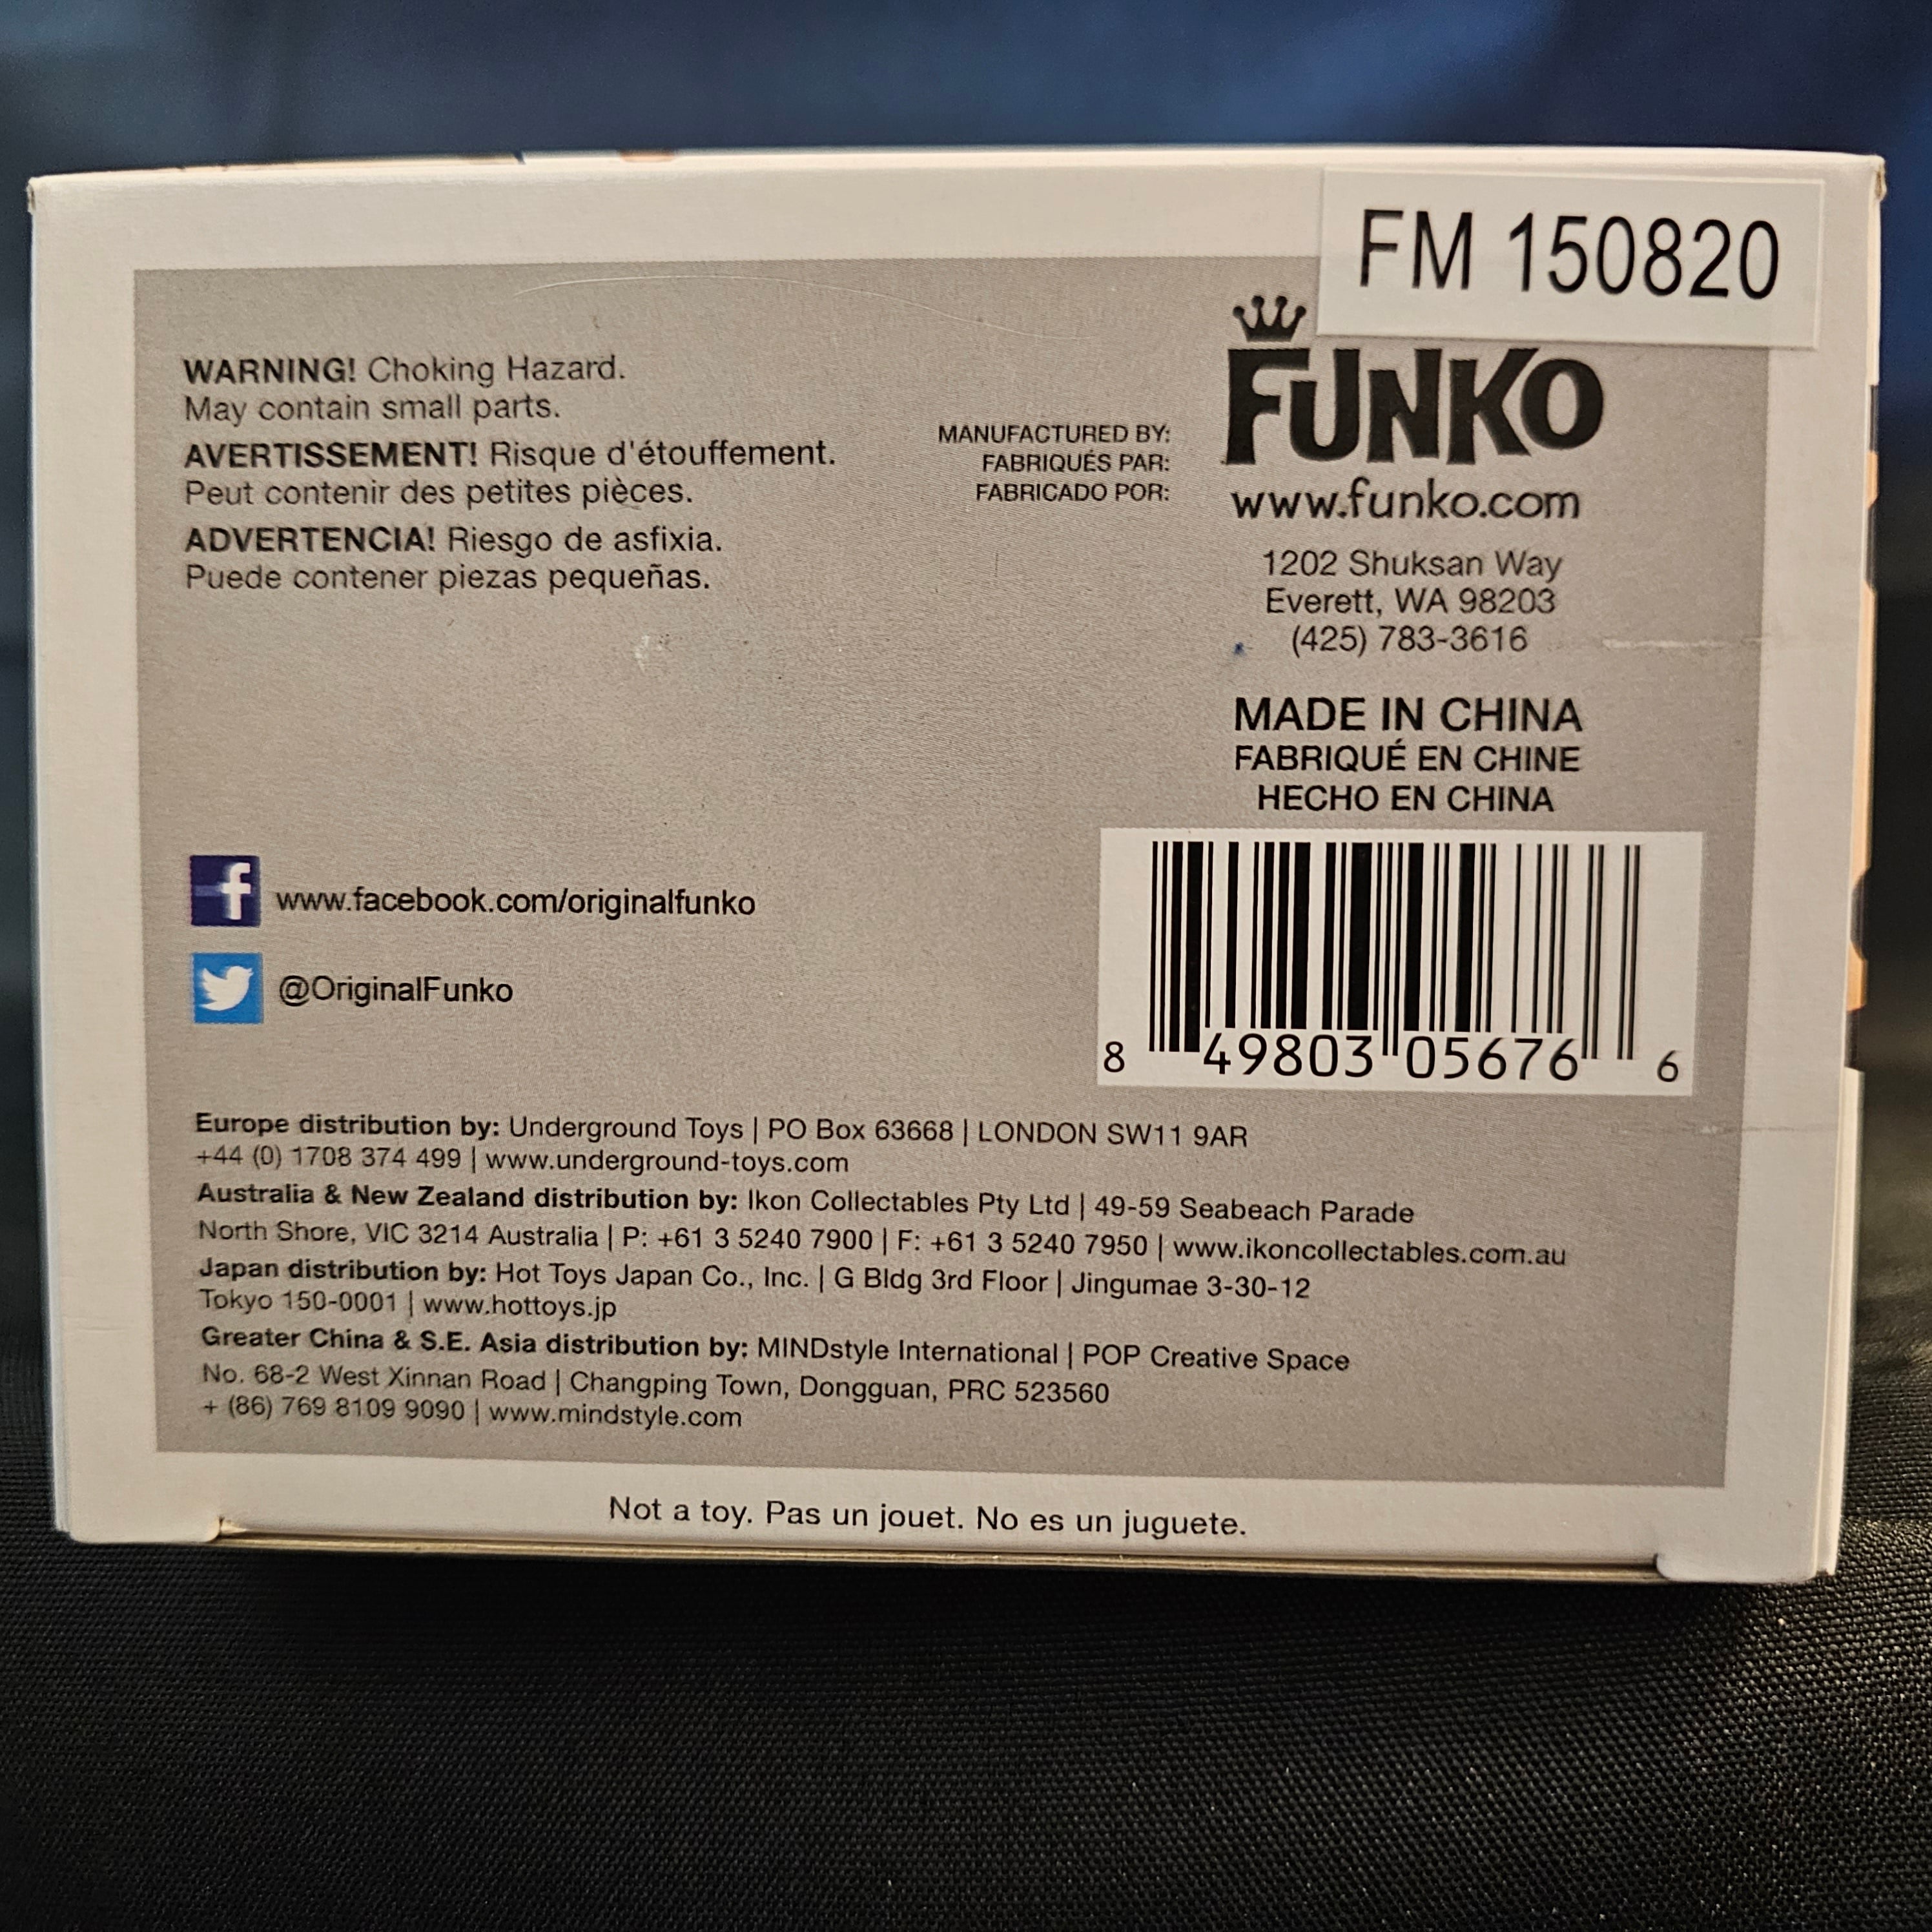 FM 150820
WARNING! Choking Hazard.
May contain small parts.
AVERTISSEMENT! Risque d'étouffement.
Peut contenir des petites pièces.
ADVERTENCIA! Riesgo de asfixia.
Puede contener piezas pequeñas.
MANUFACTURED BY:
FABRIQUÉS PAR:
FABRICADO POR:
FUNKO
www.funko.com
1202 Shuksan Way
Everett, WA 98203
(425) 783-3616
MADE IN CHINA
FABRIQUÉ EN CHINE
HECHO EN CHINA
f www.facebook.com/originalfunko
@OriginalFunko
8 49803 05676 6
Europe distribution by: Underground Toys | PO Box 63668 | LONDON SW11 9AR
+44 (0) 1708 374 499 | www.underground-toys.com
Australia & New Zealand distribution by: Ikon Collectables Pty Ltd | 49-59 Seabeach Parade
North Shore, VIC 3214 Australia | P: +61 3 5240 7900 | F: +61 3 5240 7950 | www.ikoncollectables.com.au
Japan distribution by: Hot Toys Japan Co., Inc. | G Bldg 3rd Floor | Jingumae 3-30-12
Tokyo 150-0001 | www.hottoys.jp
Greater China & S.E. Asia distribution by: MINDstyle International | POP Creative Space
No. 68-2 West Xinnan Road | Changping Town, Dongguan, PRC 523560
+ (86) 769 8109 9090 | www.mindstyle.com
Not a toy. Pas un jouet. No es un juguete.